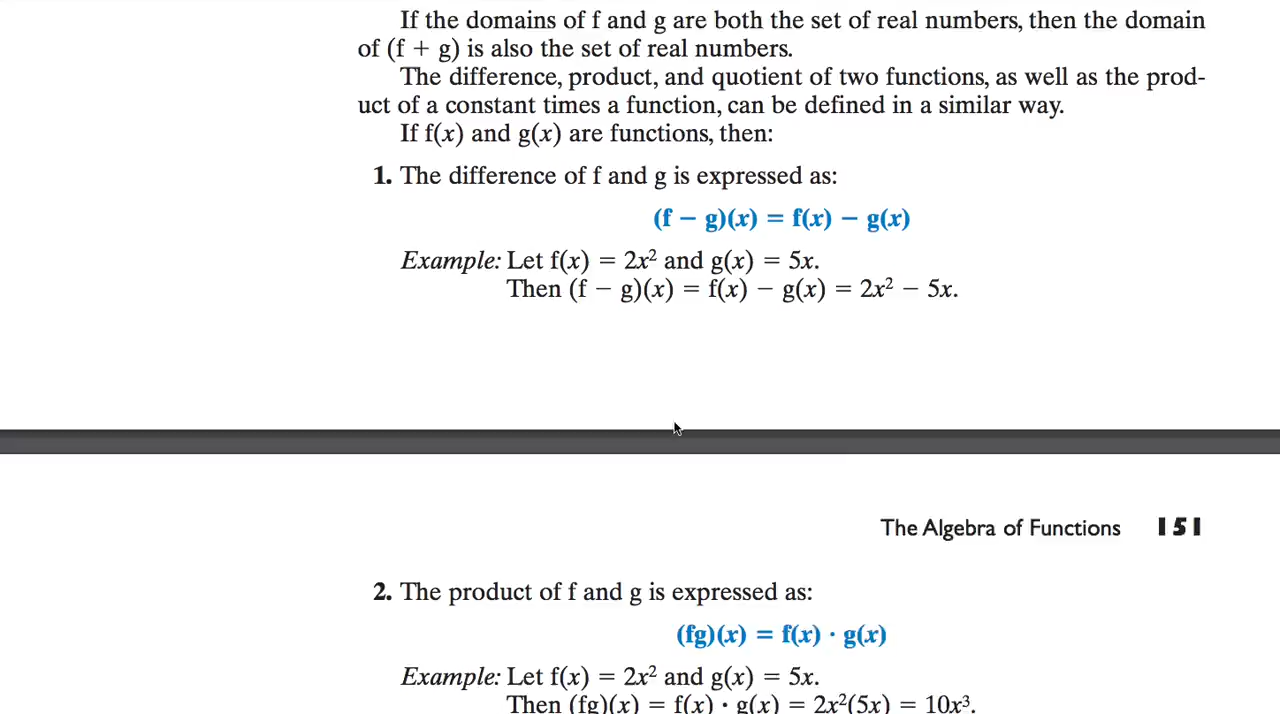 If the domains of f and g are both the set of real numbers, then the domain
of (f + g) is also the set of real numbers.
The difference, product, and quotient of two functions, as well as the prod-
uct of a constant times a function, can be defined in a similar way.
If f(x) and g(x) are functions, then:
1. The difference of f and g is expressed as:
(f − g)(x) = f(x) − g(x)
Example: Let f(x) = 2x² and g(x) = 5x.
Then (f − g)(x) = f(x) − g(x) = 2x² − 5x.
The Algebra of Functions 151
2. The product of f and g is expressed as:
(fg)(x) = f(x) · g(x)
Example: Let f(x) = 2x² and g(x) = 5x.
Then (fg)(x) = f(x) · g(x) = 2x²(5x) = 10x³.